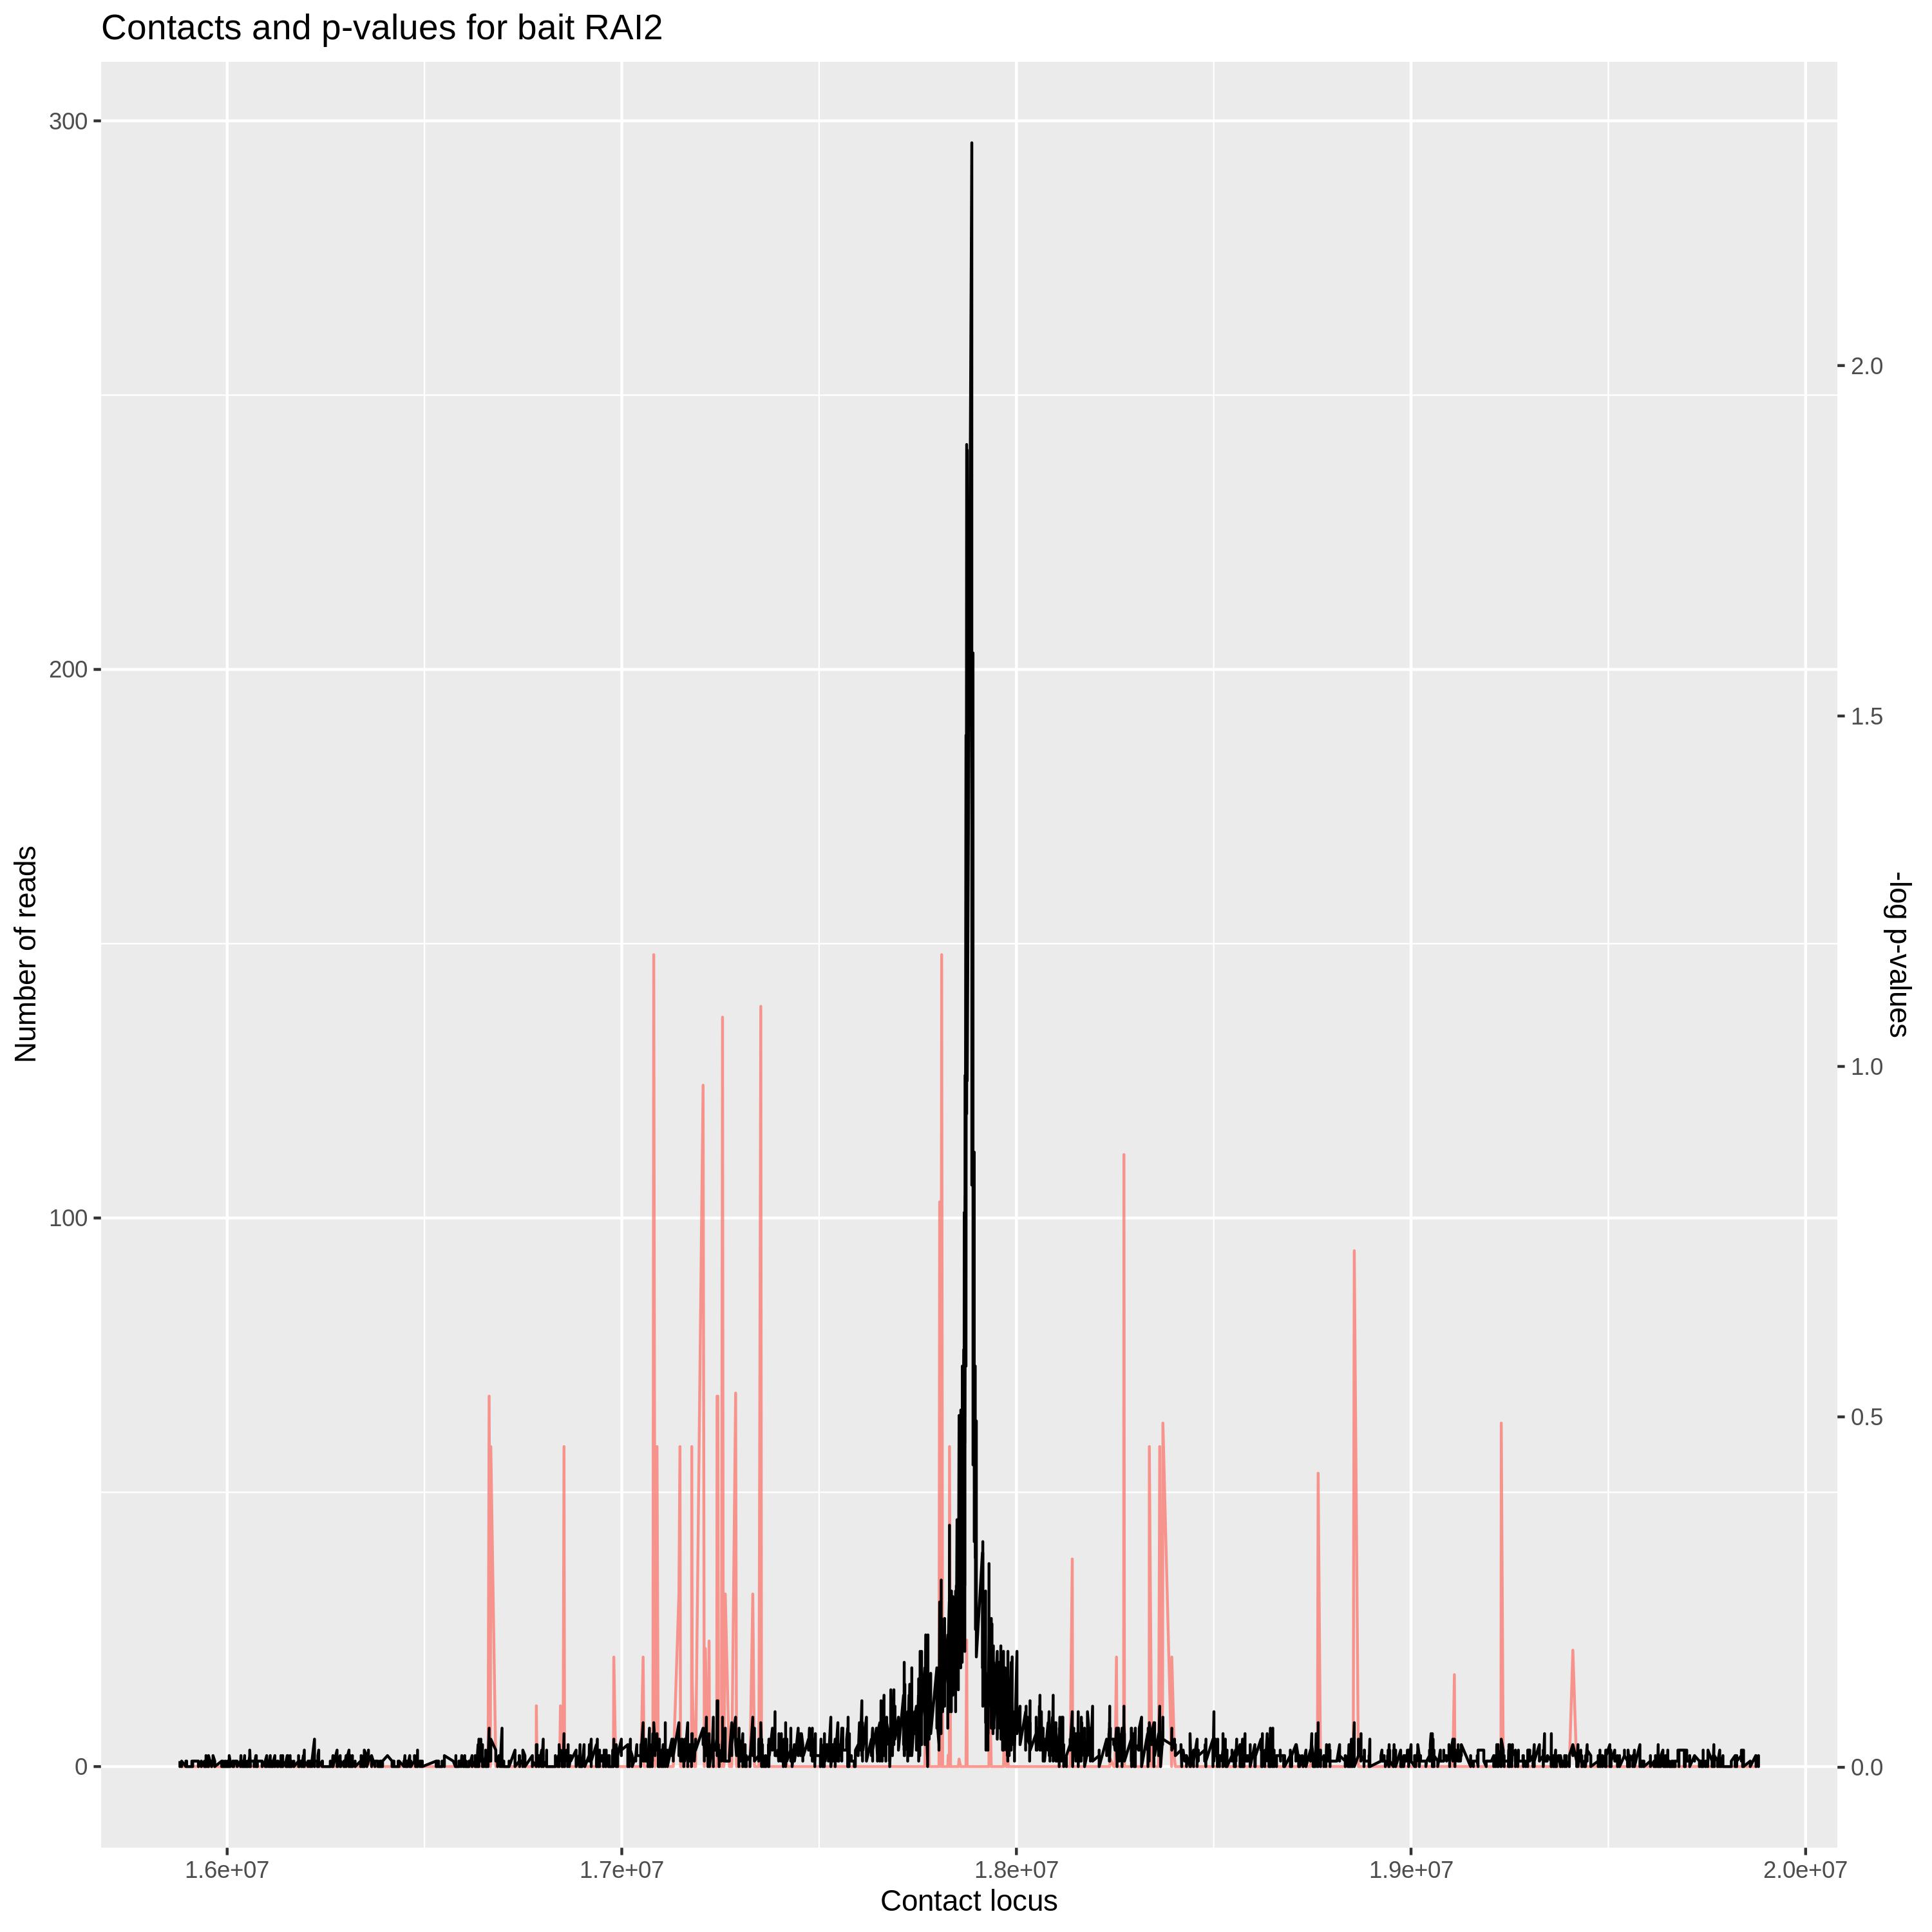 Contacts and p-values for bait RAI2
300
200
100
0
Number of reads
2.0
1.5
1.0
0.5
0.0
-log p-values
1.6e+07
1.7e+07
1.8e+07
1.9e+07
2.0e+07
Contact locus